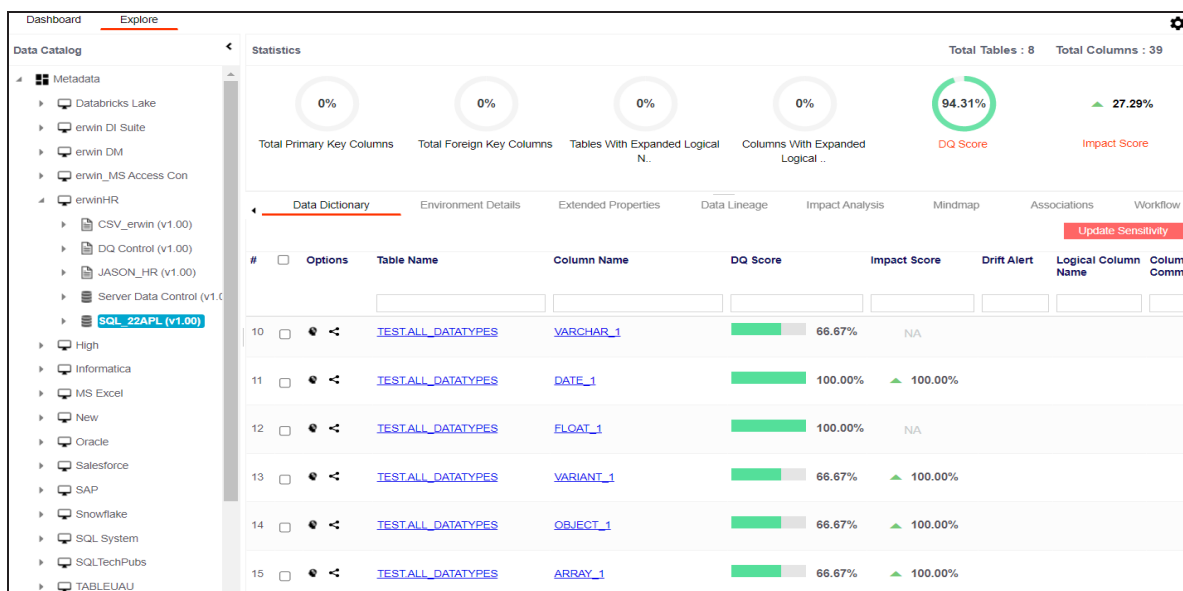 Dashboard Explore
Data Catalog
Metadata
Databricks Lake
erwin DI Suite
erwin DM
erwin_MS Access Con
erwinHR
CSV_erwin (v1.00)
DQ Control (v1.00)
JASON_HR (v1.00)
Server Data Control (v1.0
SQL_22APL (v1.00)
High
Informatica
MS Excel
New
Oracle
Salesforce
SAP
Snowflake
SQL System
SQLTechPubs
TABLEUAU
Statistics Total Tables : 8 Total Columns : 39
0% 0% 0% 0% 94.31% 27.29%
Total Primary Key Columns Total Foreign Key Columns Tables With Expanded Logical Columns With Expanded DQ Score Impact Score
N.. Logical ..
Data Dictionary Environment Details Extended Properties Data Lineage Impact Analysis Mindmap Associations Workflow
Update Sensitivity
# Options Table Name Column Name DQ Score Impact Score Drift Alert Logical Column Colum
Name Comm
10 TEST.ALL_DATATYPES VARCHAR_1 66.67% NA
11 TEST.ALL_DATATYPES DATE_1 100.00% 100.00%
12 TEST.ALL_DATATYPES FLOAT_1 100.00% NA
13 TEST.ALL_DATATYPES VARIANT_1 66.67% 100.00%
14 TEST.ALL_DATATYPES OBJECT_1 66.67% 100.00%
15 TEST.ALL_DATATYPES ARRAY_1 66.67% 100.00%